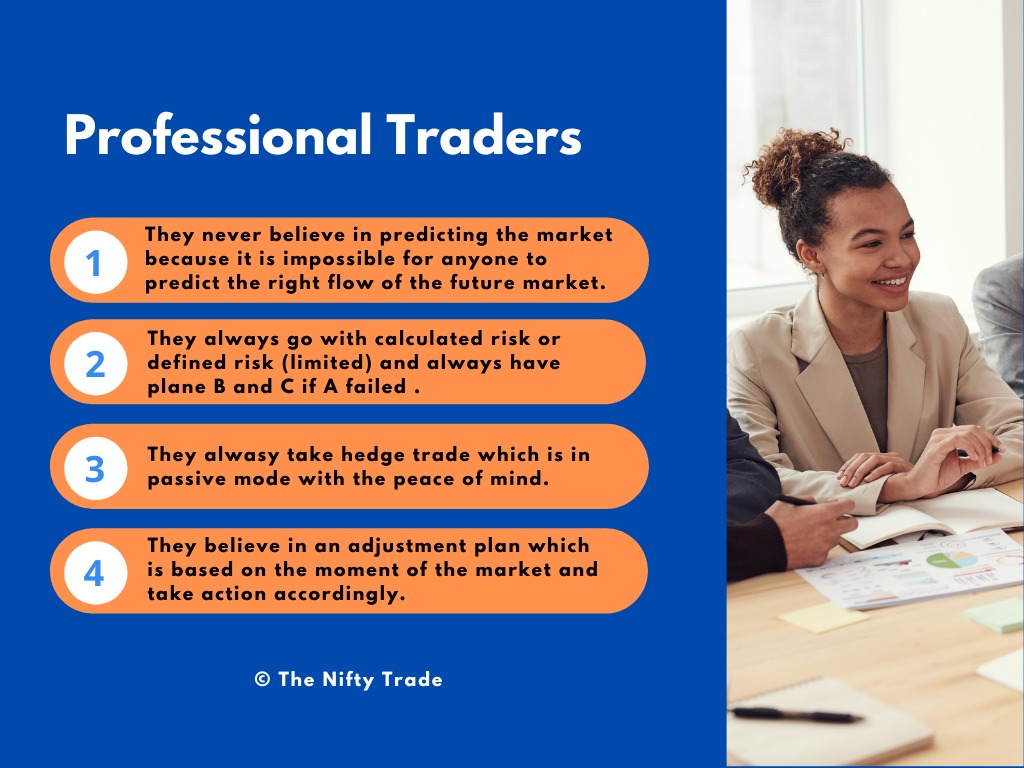 Professional Traders
1
They never believe in predicting the market
because it is impossible for anyone to
predict the right flow of the future market.
2
They always go with calculated risk or
defined risk (limited) and always have
plane B and C if A failed .
3
They alwasy take hedge trade which is in
passive mode with the peace of mind.
4
They believe in an adjustment plan which
is based on the moment of the market and
take action accordingly.
© The Nifty Trade